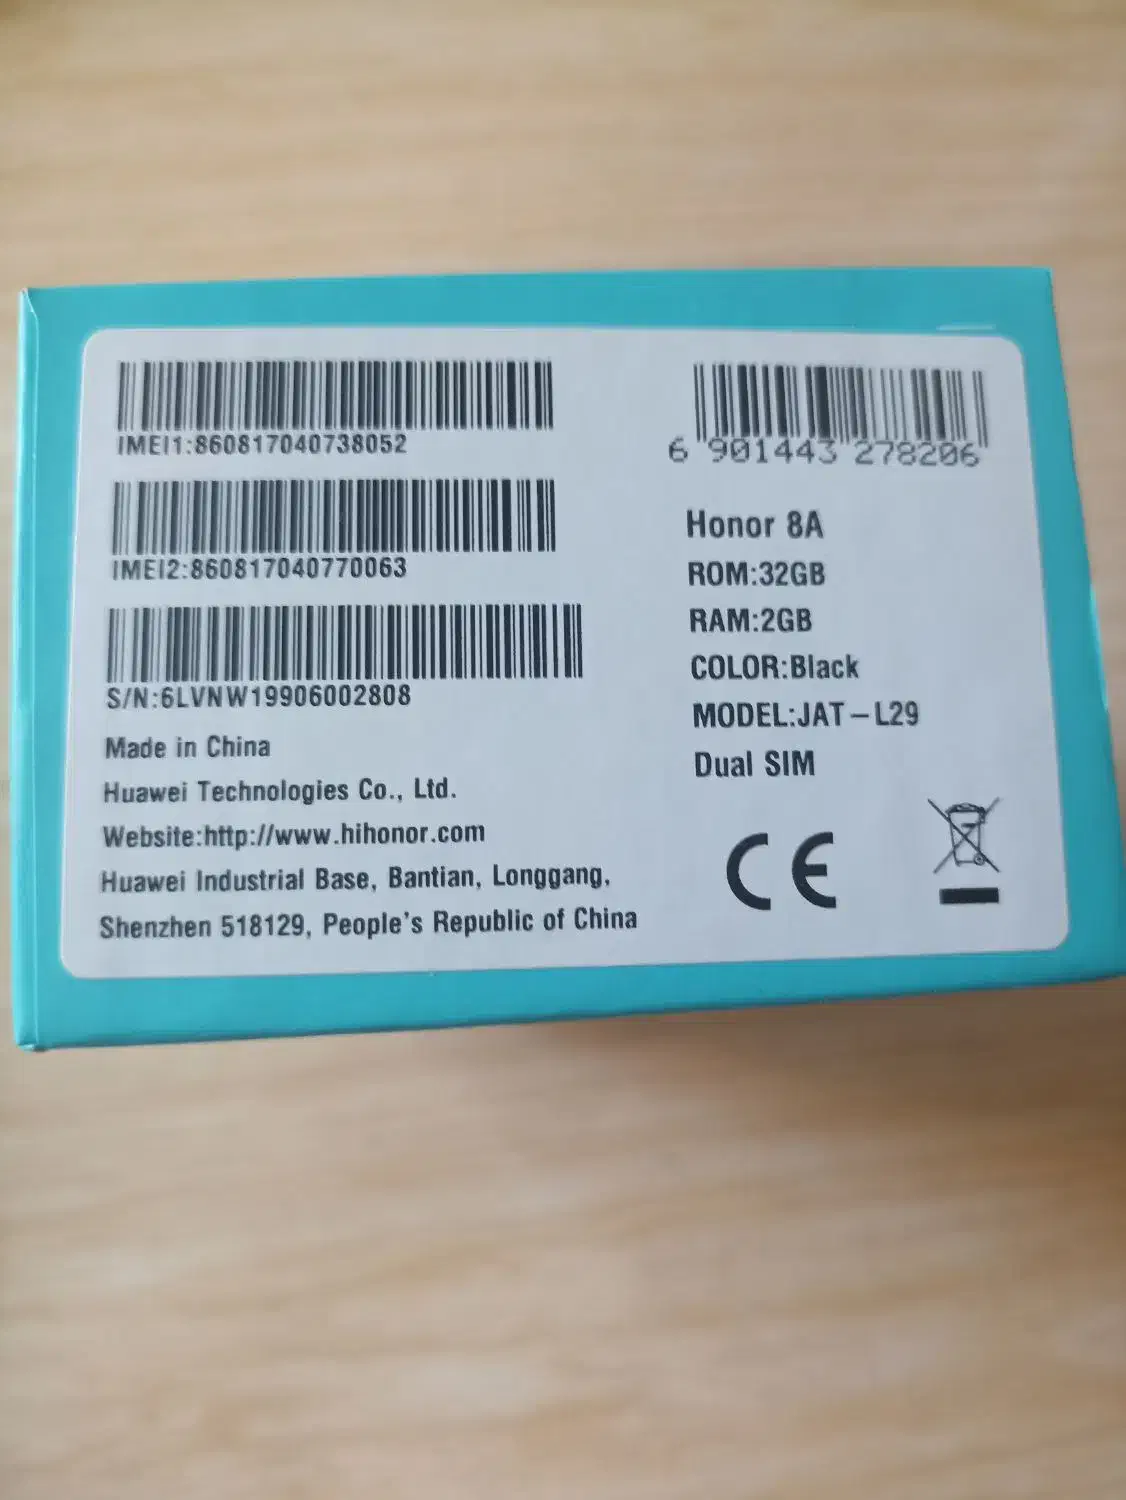 IMEI1:860817040738052
IMEI2:860817040770063
S/N:6LVNW19906002808
Made in China
Huawei Technologies Co., Ltd.
Website:http://www.hihonor.com
Huawei Industrial Base, Bantian, Longgang,
Shenzhen 518129, People's Republic of China
6 901443 278206
Honor 8A
ROM:32GB
RAM:2GB
COLOR:Black
MODEL:JAT-L29
Dual SIM
CE